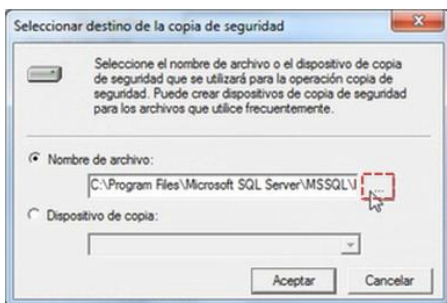 Seleccionar destino de la copia de seguridad
Seleccione el nombre de archivo o el dispositivo de copia
de seguridad que se utilizará para la operación copia de
seguridad. Puede crear dispositivos de copia de seguridad
para los archivos que utilice frecuentemente.
Nombre de archivo:
C:\Program Files\Microsoft SQL Server\MSSQL\ ...
Dispositivo de copia:
Aceptar Cancelar